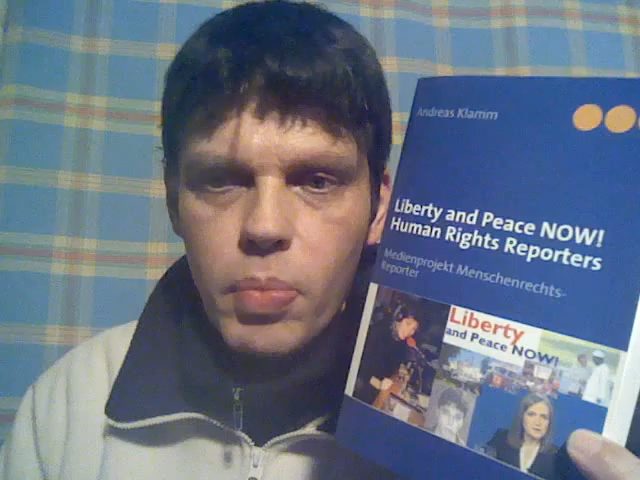 Andreas Klamm
Liberty and Peace NOW!
Human Rights Reporters
Medienprojekt Menschenrechts-
Reporter
Liberty
and Peace NOW!